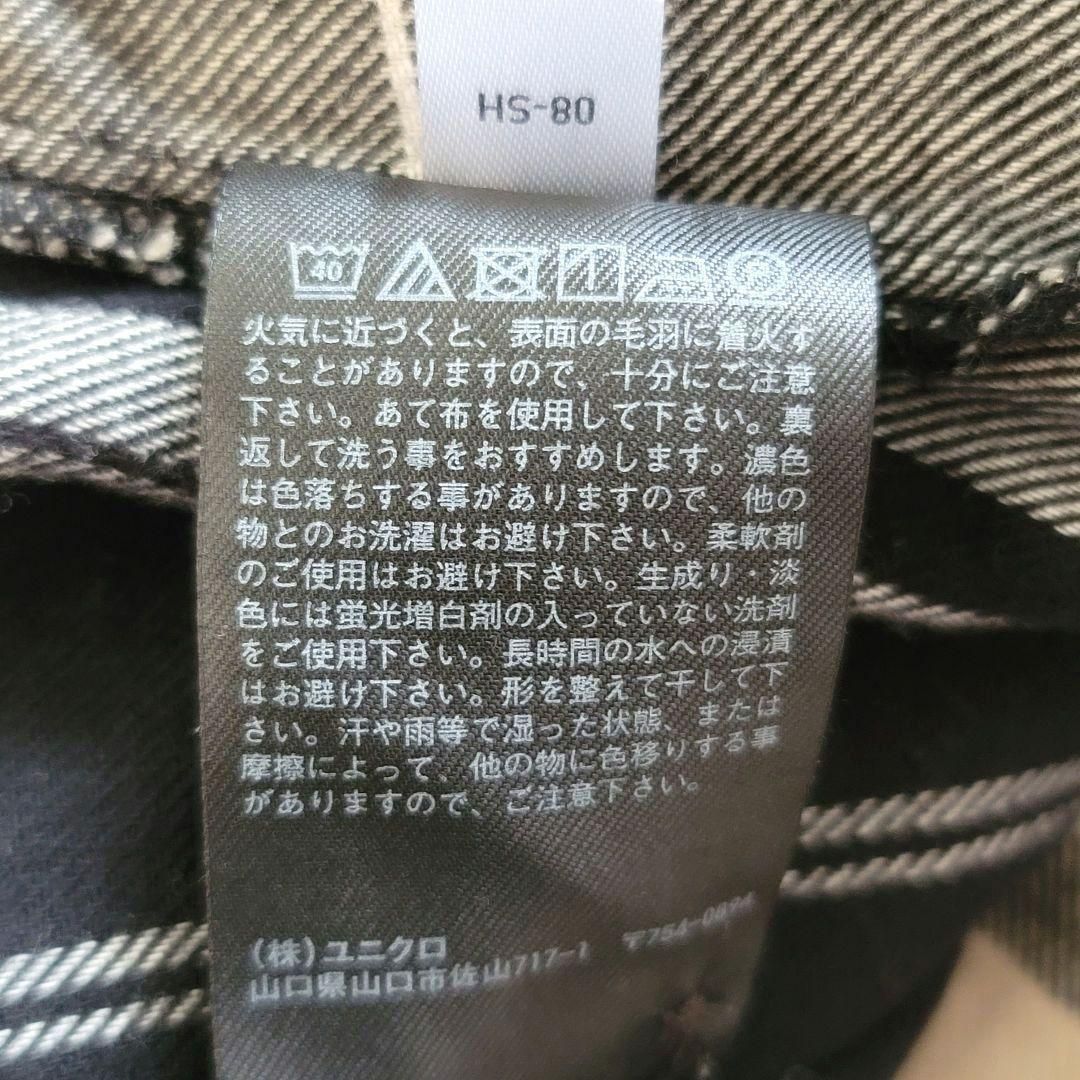 HS-80
40
P
火気に近づくと、表面の毛羽に着火す
ることがありますので、十分にご注意
下さい。あて布を使用して下さい。裏
返して洗う事をおすすめします。濃色
は色落ちする事がありますので、他の
物とのお洗濯はお避け下さい。柔軟剤
のご使用はお避け下さい。生成り・淡
色には蛍光増白剤の入っていない洗剤
をご使用下さい。長時間の水への浸漬
はお避け下さい。形を整えて干して下
さい。汗や雨等で湿った状態、または
摩擦によって、他の物に色移りする事
がありますので、ご注意下さい。
(株)ユニクロ
山口県山口市佐山717-1 〒754-0894